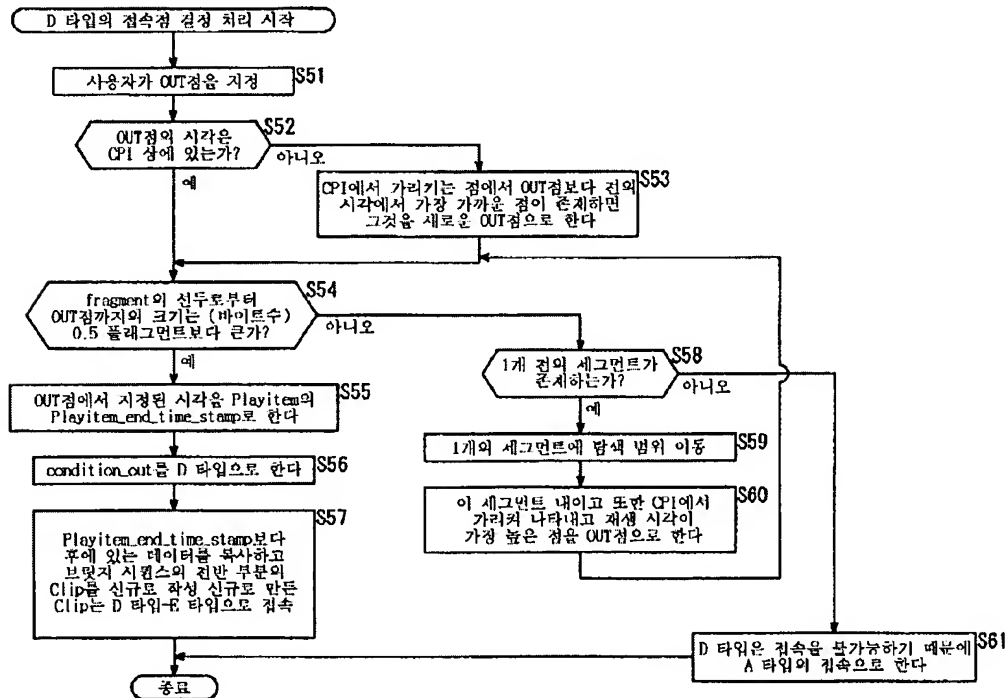 D 타입의 접속점 결정 처리 시작
사용자가 OUT점을 지정
S51
OUT점의 시각은
CPI 상에 있는가?
S52
아니오
예
CPI에서 가리키는 점에서 OUT점보다 전의
시각에서 가장 가까운 점이 존재하면
그것을 새로운 OUT점으로 한다
S53
fragment의 선두로부터
OUT점까지의 크기는 (바이트수)
0.5 플래그먼트보다 큰가?
S54
아니오
예
OUT점에서 지정된 시각을 Playitem의
Playitem_end_time_stamp로 한다
S55
condition_out를 D 타입으로 한다
S56
Playitem_end_time_stamp보다
후에 있는 데이터를 복사하고
브릿지 시퀀스의 전반 부분의
Clip를 신규로 작성 신규로 만든
Clip는 D 타입-E 타입으로 접속
S57
1개 전의 세그먼트가
존재하는가?
S58
아니오
예
1개의 세그먼트에 탐색 범위 이동
S59
이 세그먼트 내이고 또한 CPI에서
가리켜 나타내고 재생 시각이
가장 높은 점을 OUT점으로 한다
S60
D 타입은 접속을 불가능하기 때문에
A 타입의 접속으로 한다
S61
종료